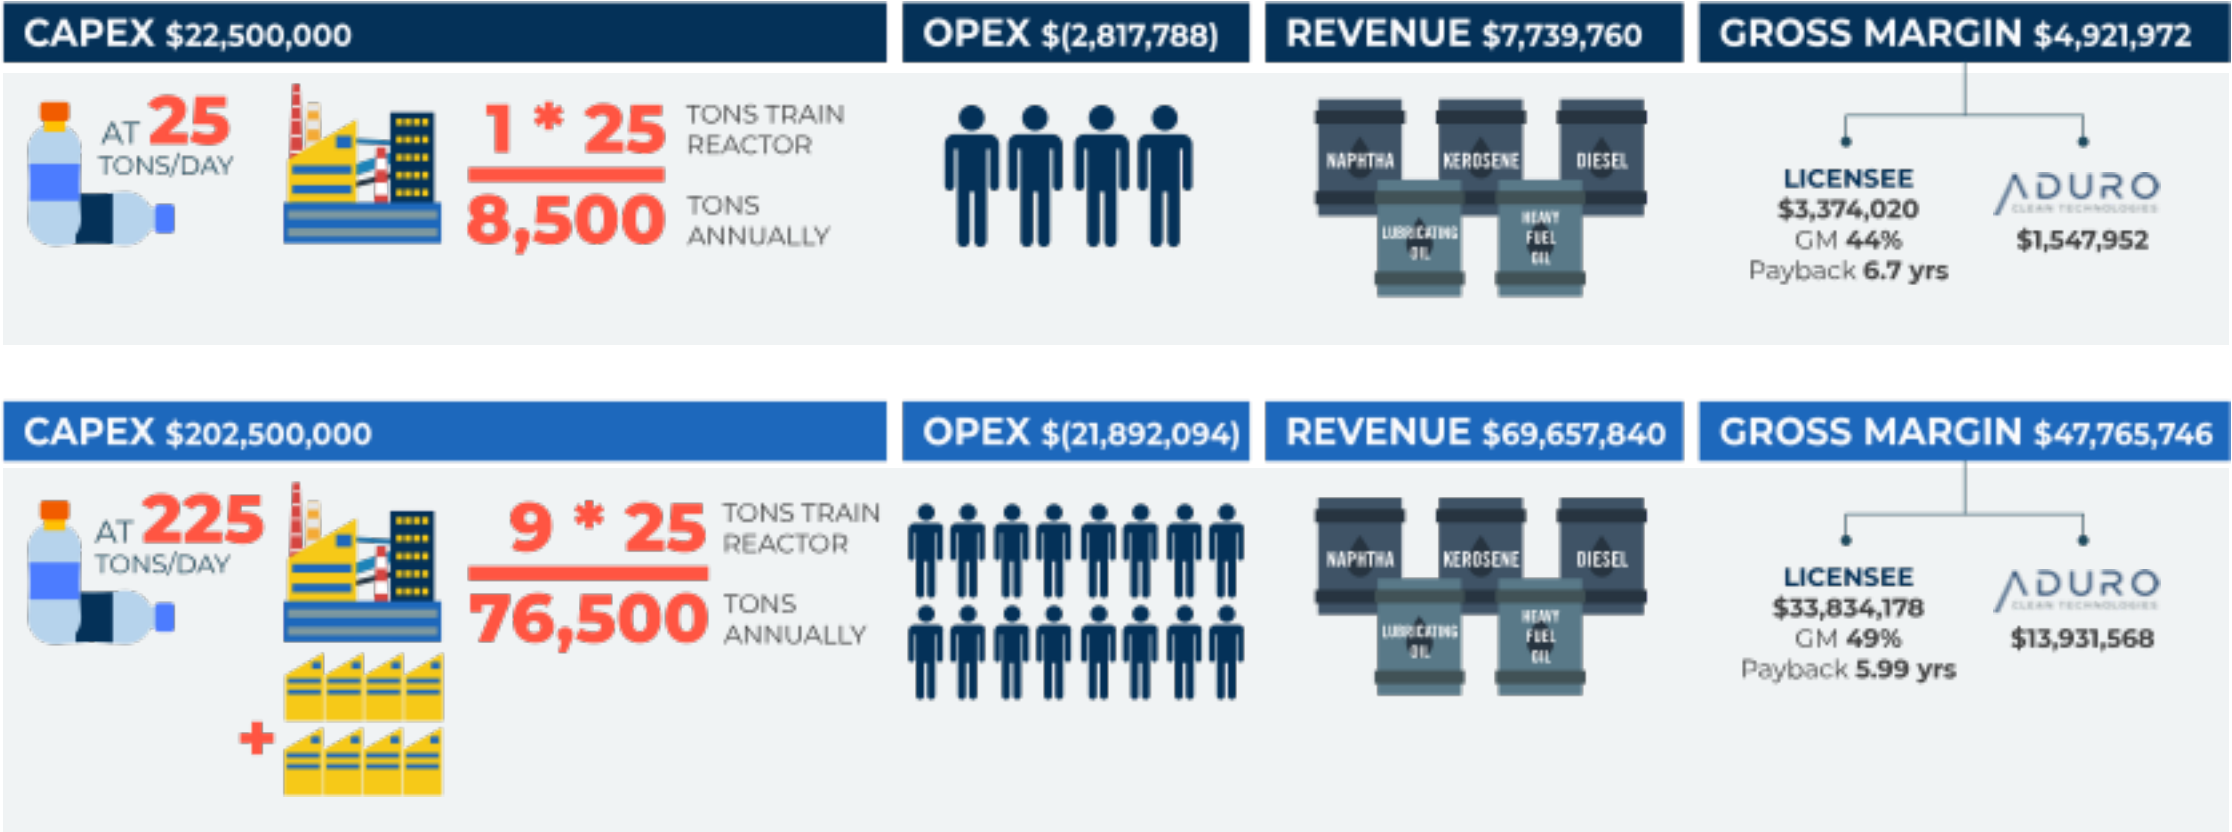 CAPEX $22,500,000
OPEX $(2,817,788)
REVENUE $7,739,760
GROSS MARGIN $4,921,972
AT 25
TONS/DAY
1 * 25
TONS TRAIN
REACTOR
8,500
TONS
ANNUALLY
NAPHTHA
KEROSENE
DIESEL
LUBRICATING
OIL
HEAVY
FUEL
OIL
LICENSEE
$3,374,020
GM 44%
Payback 6.7 yrs
ADURO
CLEAN TECHNOLOGIES
$1,547,952
CAPEX $202,500,000
OPEX $(21,892,094)
REVENUE $69,657,840
GROSS MARGIN $47,765,746
AT 225
TONS/DAY
9 * 25
TONS TRAIN
REACTOR
76,500
TONS
ANNUALLY
NAPHTHA
KEROSENE
DIESEL
LUBRICATING
OIL
HEAVY
FUEL
OIL
LICENSEE
$33,834,178
GM 49%
Payback 5.99 yrs
ADURO
CLEAN TECHNOLOGIES
$13,931,568